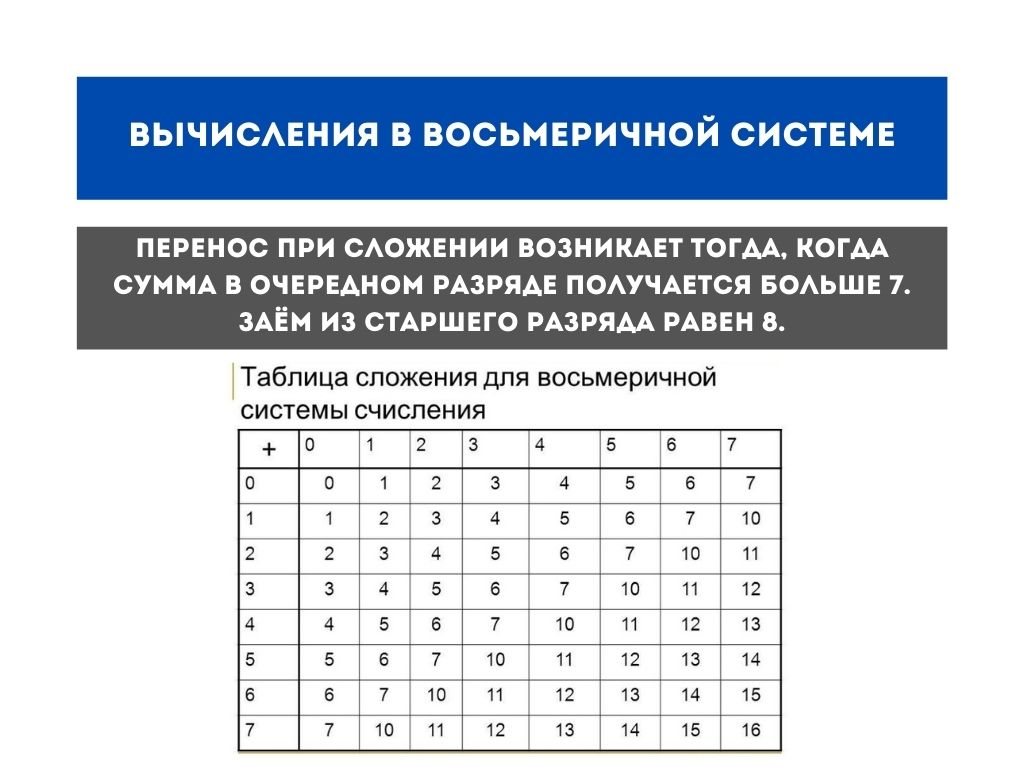 ВЫЧИСЛЕНИЯ В ВОСЬМЕРИЧНОЙ СИСТЕМЕ
ПЕРЕНОС ПРИ СЛОЖЕНИИ ВОЗНИКАЕТ ТОГДА, КОГДА
СУММА В ОЧЕРЕДНОМ РАЗРЯДЕ ПОЛУЧАЕТСЯ БОЛЬШЕ 7.
ЗАЁМ ИЗ СТАРШЕГО РАЗРЯДА РАВЕН 8.
Таблица сложения для восьмеричной
системы счисления
+ 0 1 2 3 4 5 6 7
0 0 1 2 3 4 5 6 7
1 1 2 3 4 5 6 7 10
2 2 3 4 5 6 7 10 11
3 3 4 5 6 7 10 11 12
4 4 5 6 7 10 11 12 13
5 5 6 7 10 11 12 13 14
6 6 7 10 11 12 13 14 15
7 7 10 11 12 13 14 15 16